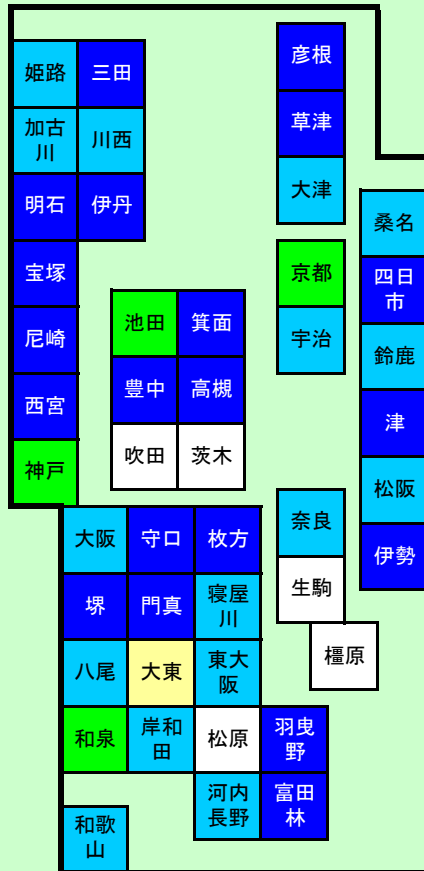 姫路
三田
加古
川
川西
明石
伊丹
宝塚
尼崎
西宮
神戸
彦根
草津
大津
京都
宇治
桑名
四日
市
鈴鹿
津
松阪
伊勢
池田
箕面
豊中
高槻
吹田
茨木
奈良
生駒
橿原
大阪
守口
枚方
堺
門真
寝屋
川
八尾
大東
東大
阪
和泉
岸和
田
松原
羽曳
野
河内
長野
富田
林
和歌
山